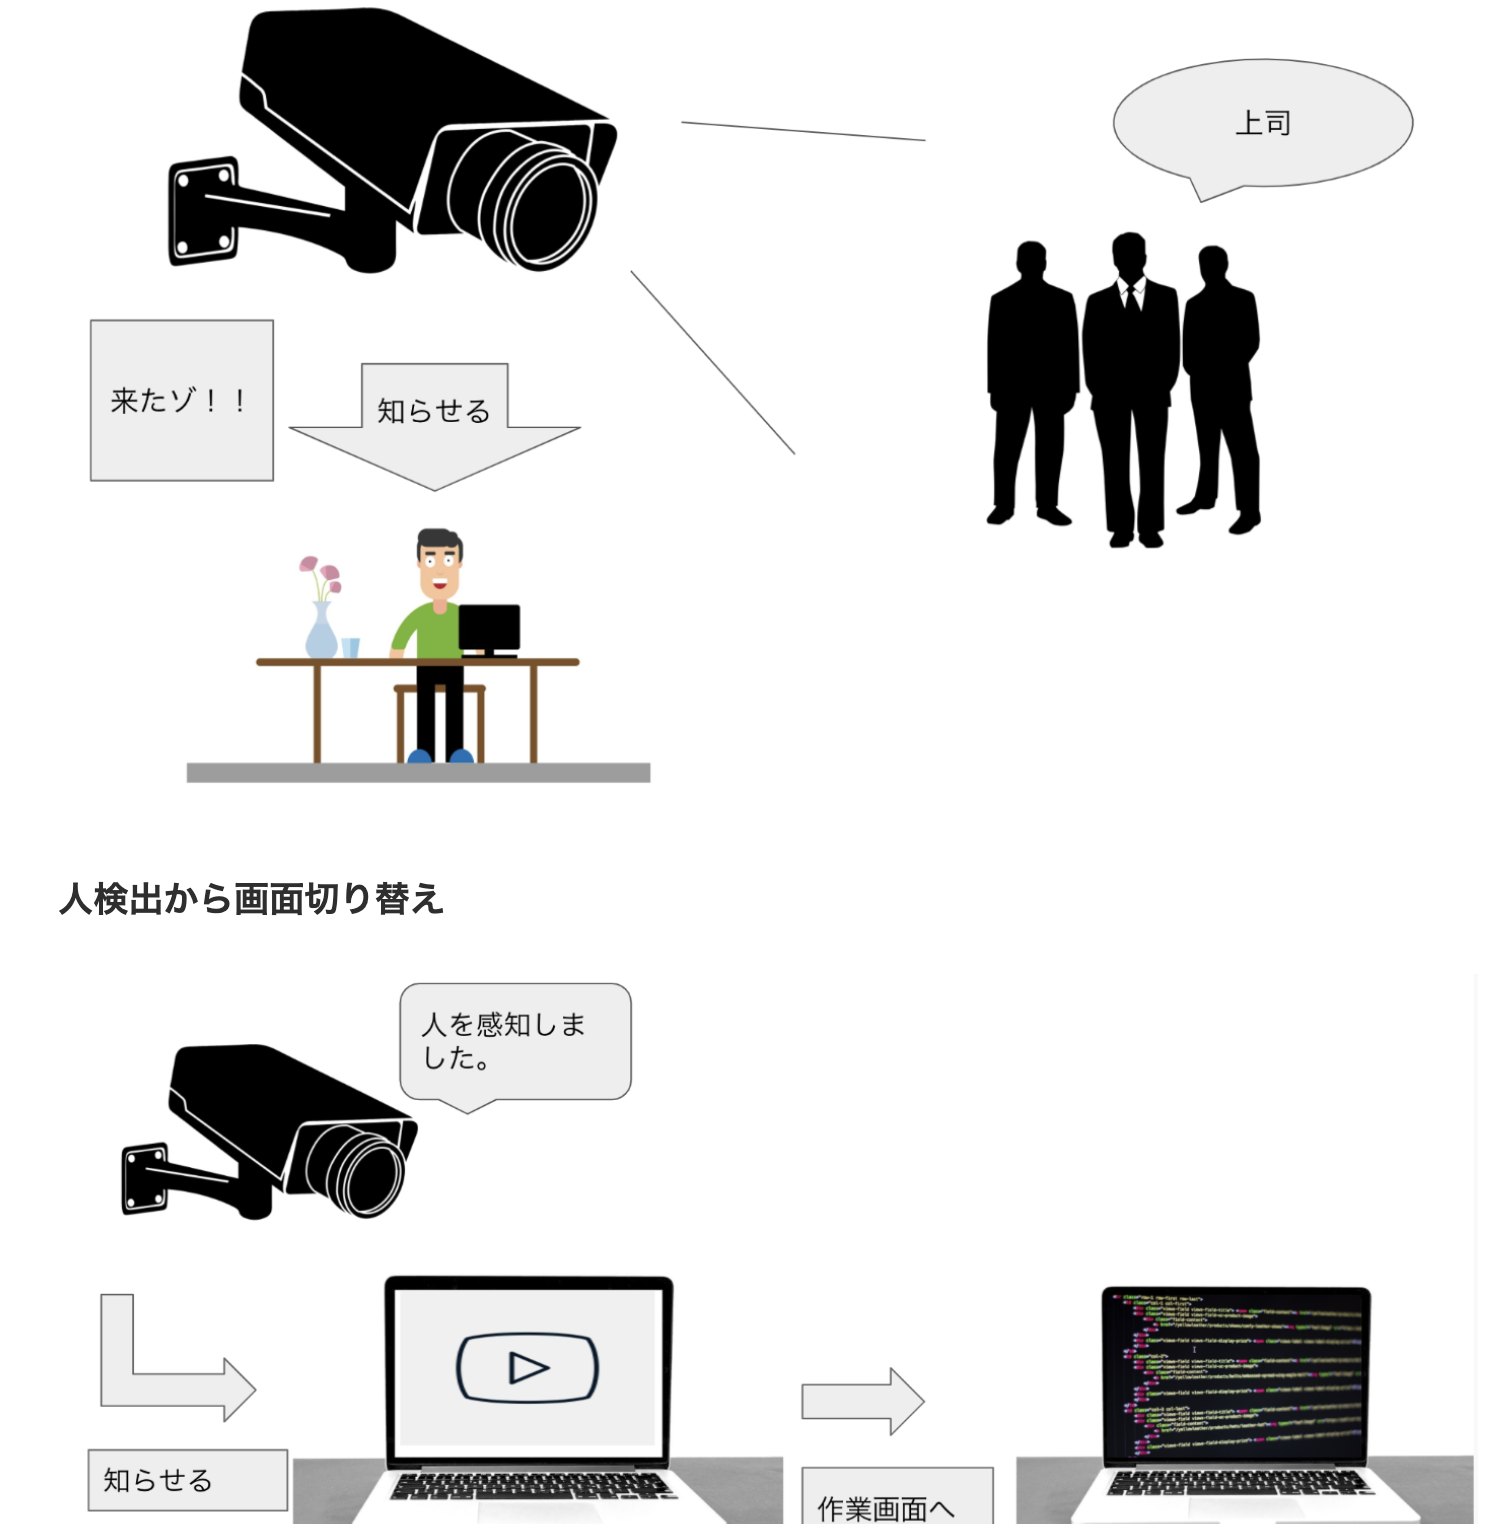 上司
来たゾ！！
知らせる
人検出から画面切り替え
人を感知しま
した。
知らせる
作業画面へ